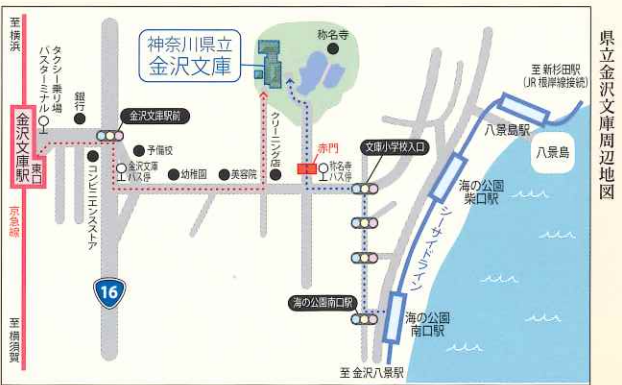 県立金沢文庫周辺地図
至 横浜
タクシー乗り場
バスターミナル
銀行
金沢文庫駅前
神奈川県立
金沢文庫
称名寺
至 新杉田駅
(JR 根岸線接続)
八景島駅
八景島
金沢文庫駅
東口
予備校
金沢文庫
バス停
コンビニエンスストア
幼稚園
美容院
クリーニング店
赤門
称名寺
バス停
文庫小学校入口
海の公園
柴口駅
シーサイドライン
京急線
16
海の公園南口駅
海の公園
南口駅
至 横須賀
至 金沢八景駅